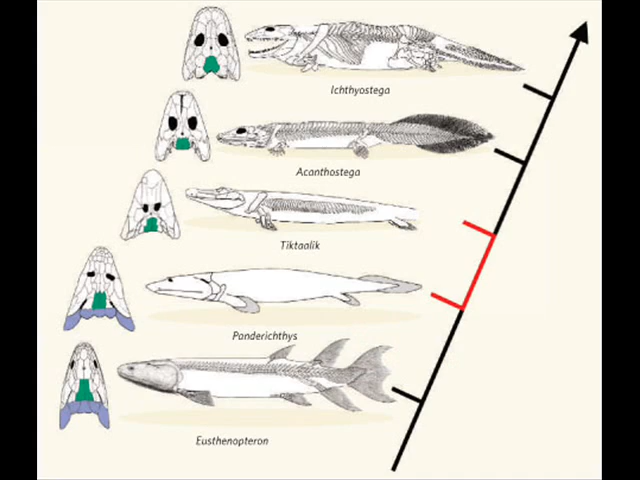 Ichthyostega
Acanthostega
Tiktaalik
Panderichthys
Eusthenopteron